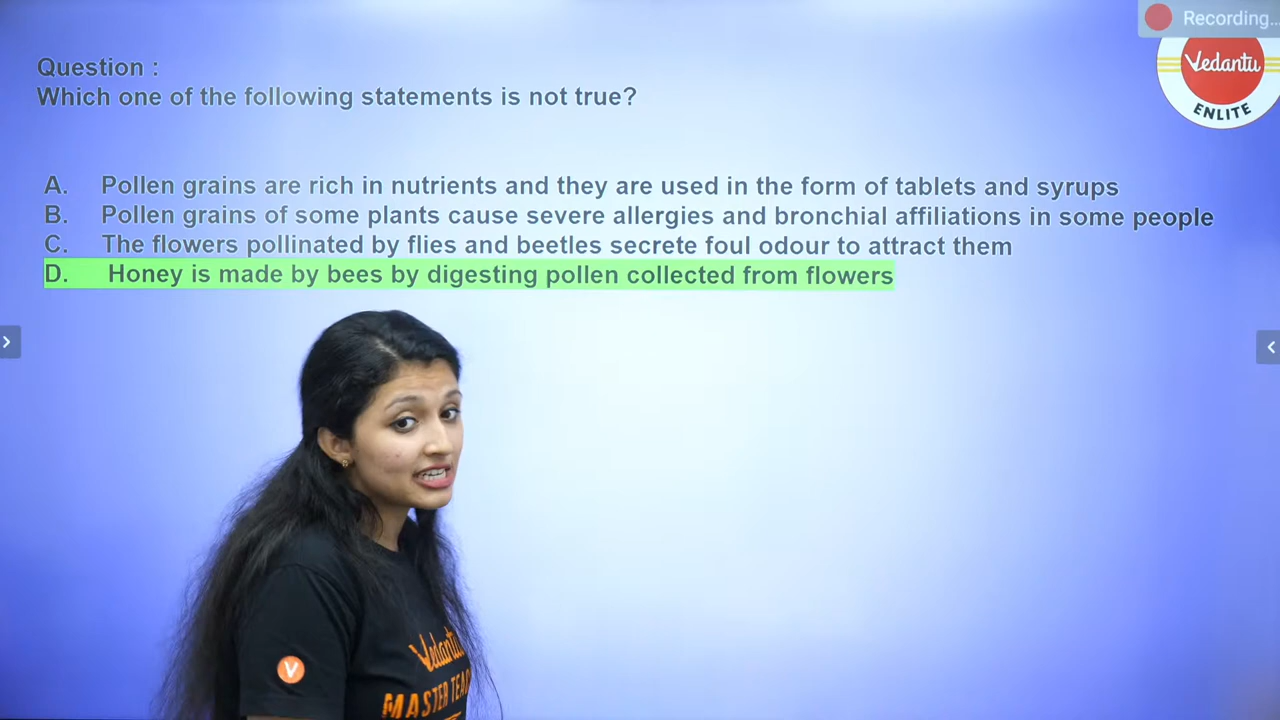 Recording...
Vedantu
ENLITE
Question :
Which one of the following statements is not true?
A. Pollen grains are rich in nutrients and they are used in the form of tablets and syrups
B. Pollen grains of some plants cause severe allergies and bronchial affiliations in some people
C. The flowers pollinated by flies and beetles secrete foul odour to attract them
D. Honey is made by bees by digesting pollen collected from flowers
V
Vedantu
MASTER